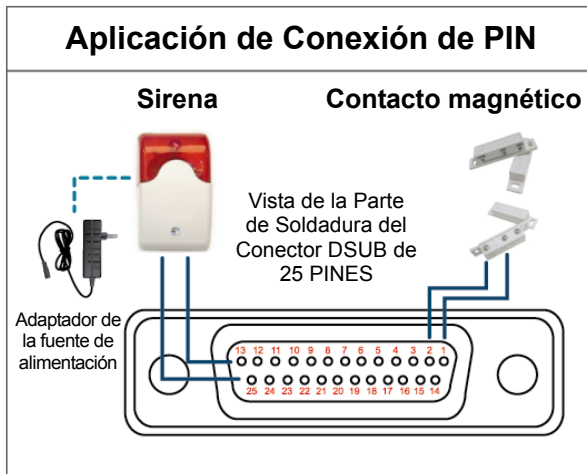 Aplicación de Conexión de PIN
Sirena
Contacto magnético
Vista de la Parte
de Soldadura del
Conector DSUB de
25 PINES
Adaptador de
la fuente de
alimentación
13 12 11 10 9 8 7 6 5 4 3 2 1
25 24 23 22 21 20 19 18 17 16 15 14